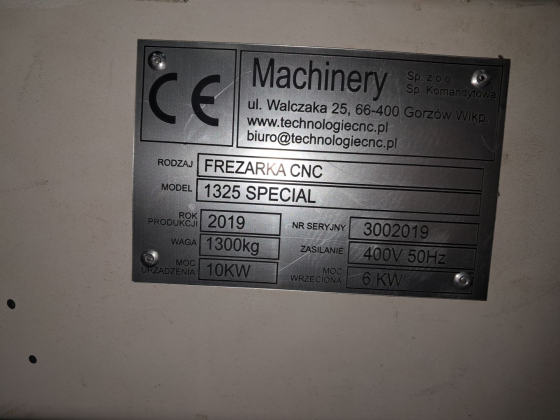 CE
Machinery Sp. z o.o.
Sp. Komandytowa
ul. Walczaka 25, 66-400 Gorzów Wlkp.
www.technologiecnc.pl
biuro@technologiecnc.pl
RODZAJ FREZARKA CNC
MODEL 1325 SPECIAL
ROK PRODUKCJI 2019 NR SERYJNY 3002019
WAGA 1300kg ZASILANIE 400V 50Hz
MOC URZĄDZENIA 10KW MOC WRZECIONA 6 KW